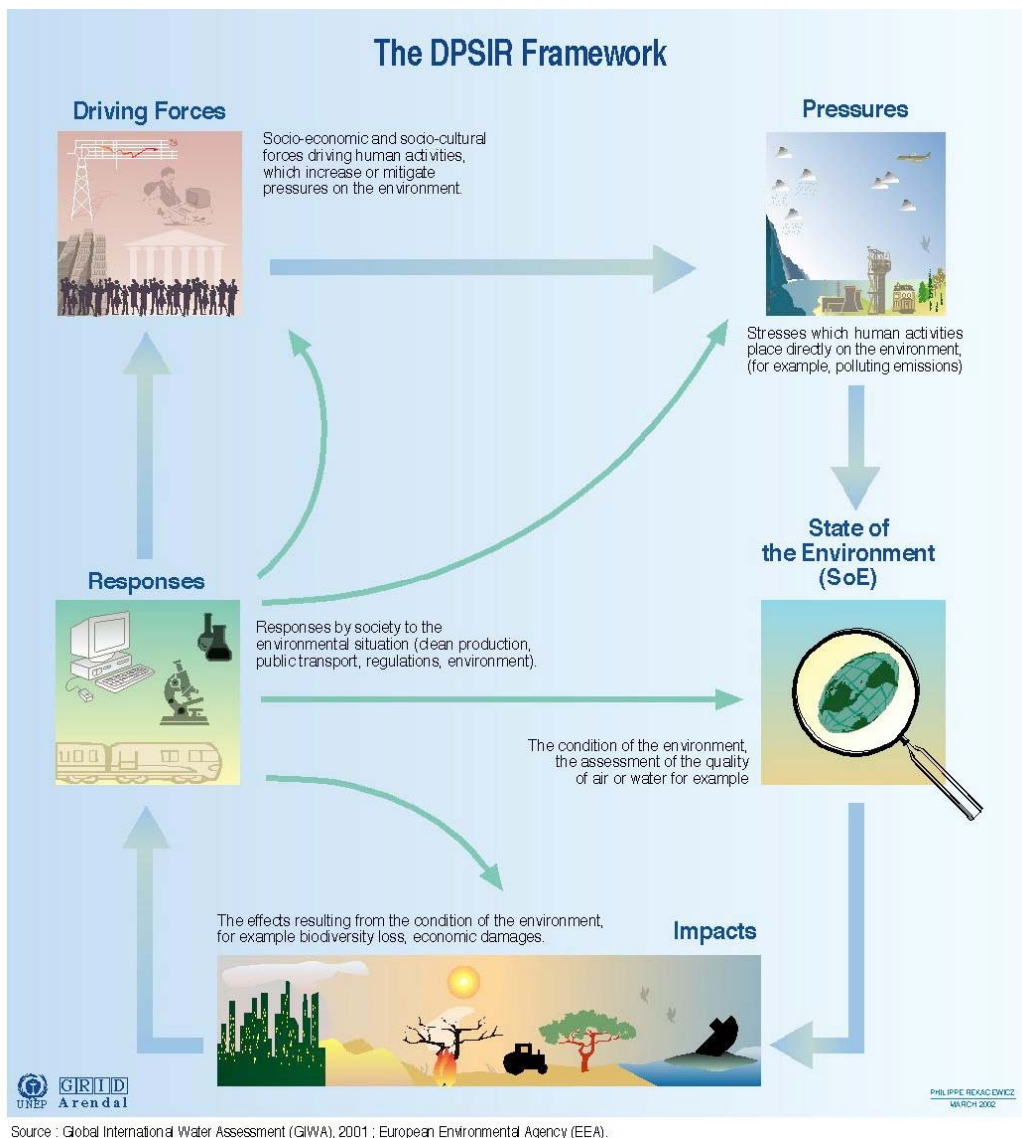 The DPSIR Framework
Driving Forces
Socio-economic and socio-cultural
forces driving human activities,
which increase or mitigate
pressures on the environment.
Pressures
Stresses which human activities
place directly on the environment,
(for example, polluting emissions)
State of
the Environment
(SoE)
Responses
Responses by society to the
environmental situation (clean production,
public transport, regulations, environment).
The condition of the environment,
the assessment of the quality
of air or water for example
The effects resulting from the condition of the environment,
for example biodiversity loss, economic damages.
Impacts
UNEP
GRID
Arendal
PHILIPPE REKACEWICZ
MARCH 2002
Source : Global International Water Assessment (GIWA), 2001 ; European Environmental Agency (EEA).